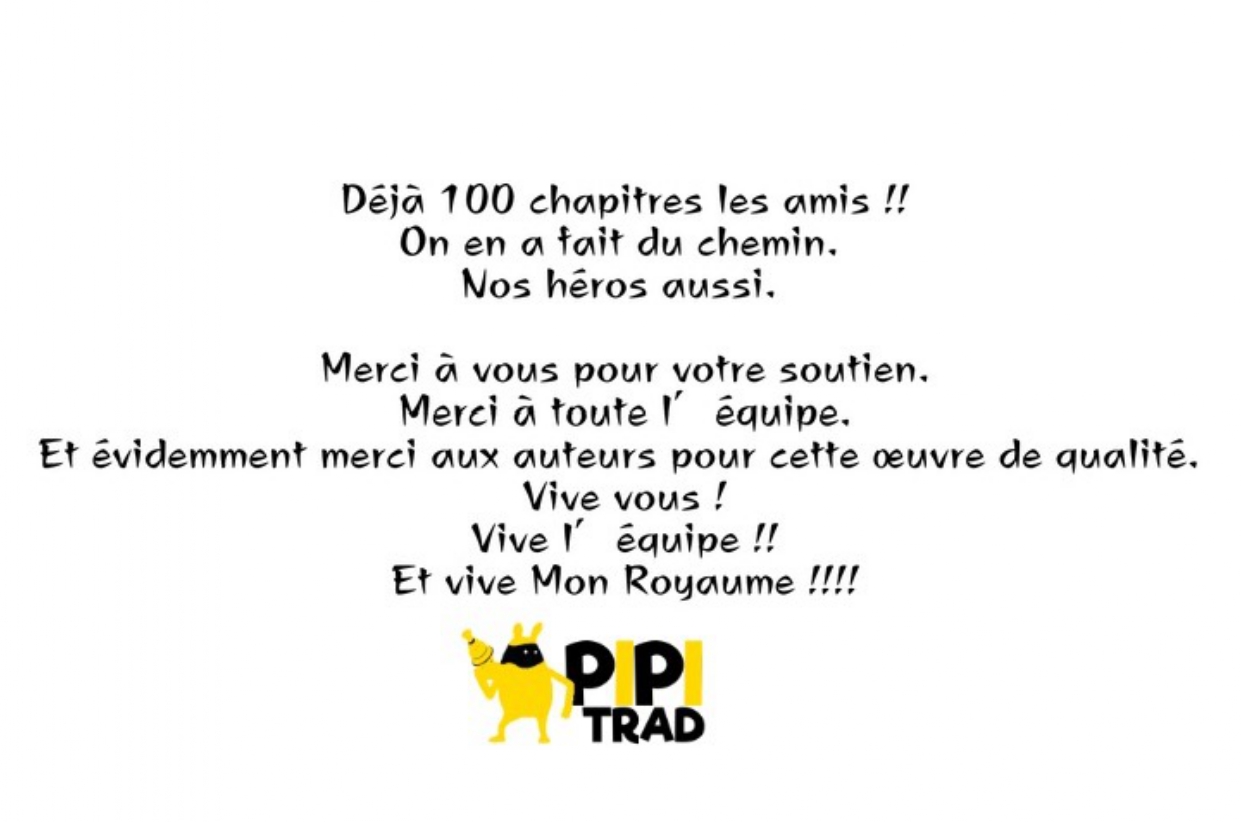 Déjà 100 chapitres les amis !!
On en a fait du chemin.
Nos héros aussi.
Merci à vous pour votre soutien.
Merci à toute l' équipe.
Et évidemment merci aux auteurs pour cette œuvre de qualité.
Vive vous !
Vive l' équipe !!
Et vive Mon Royaume !!!!
PIPI
TRAD